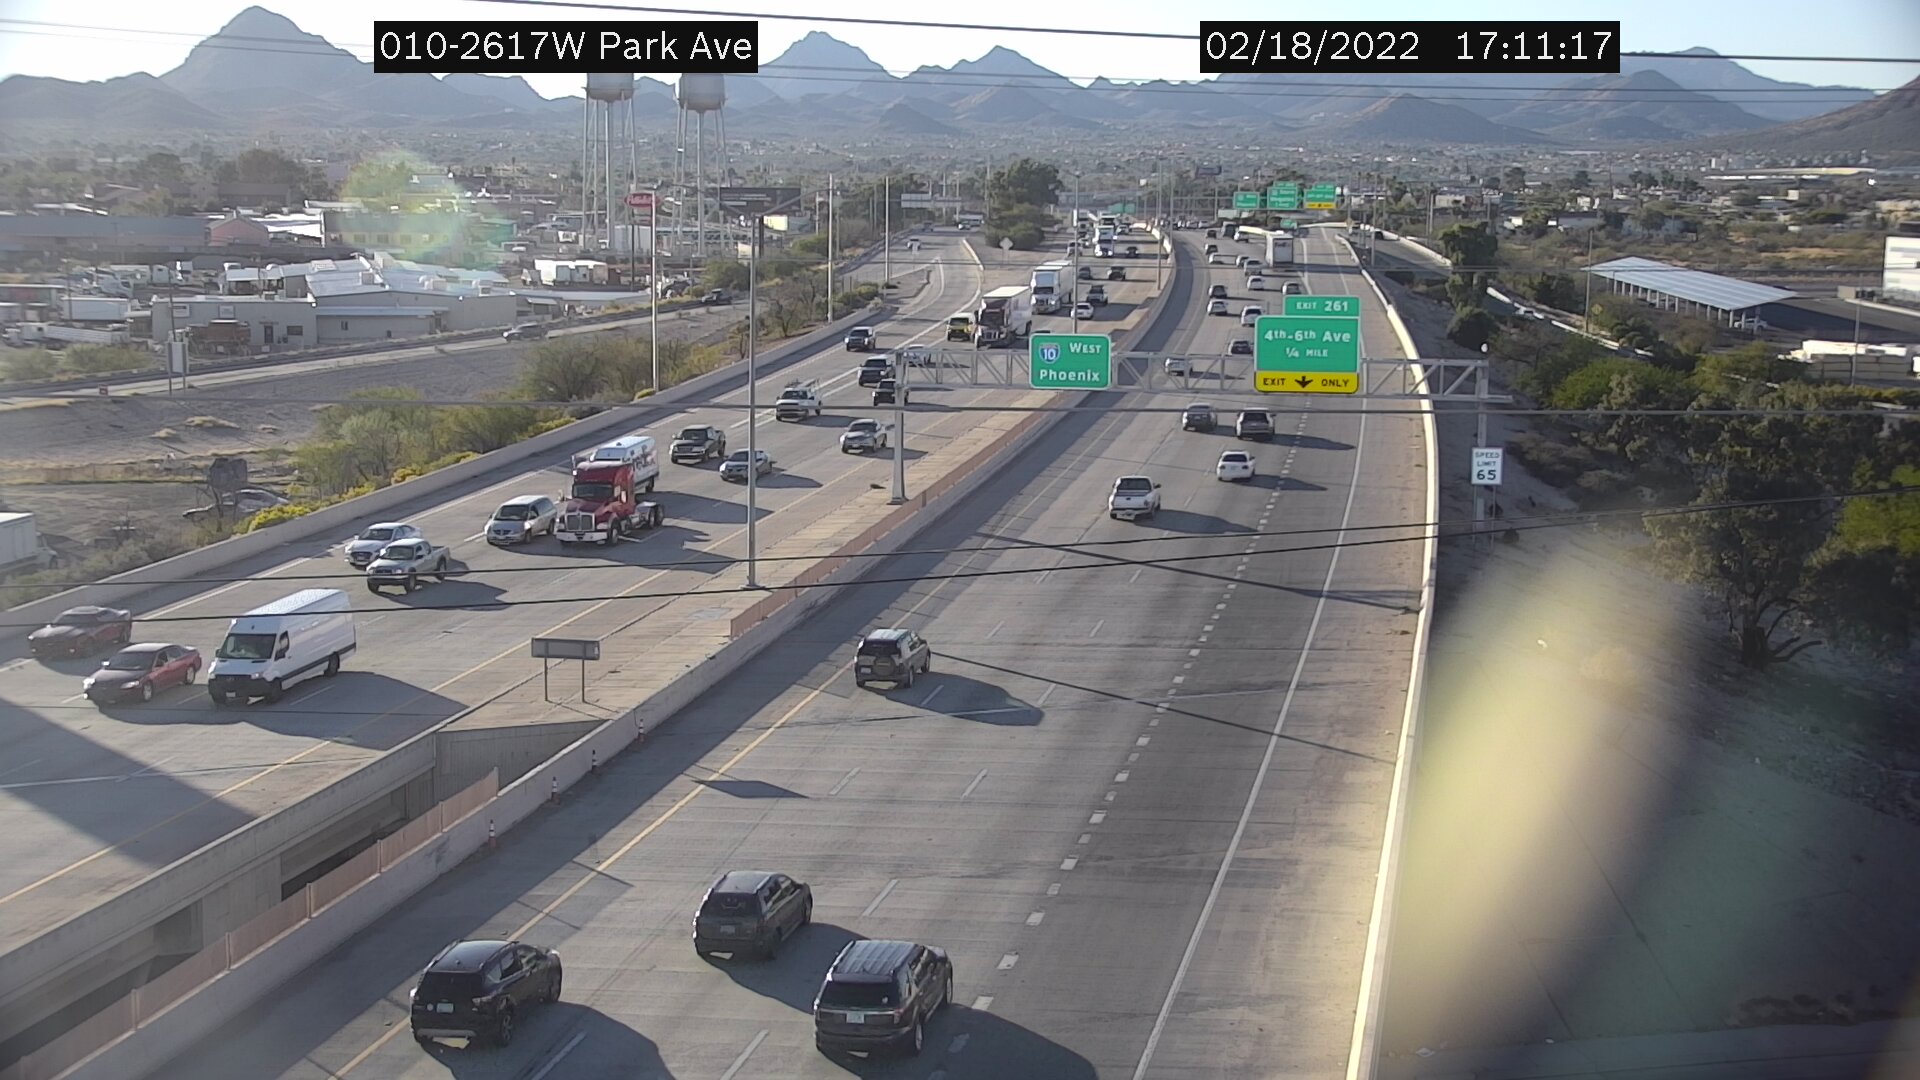 010-2617W Park Ave
02/18/2022 17:11:17
EXIT 261
4th-6th Ave
1/4 MILE
EXIT ONLY
10 WEST
Phoenix
SPEED
LIMIT
65